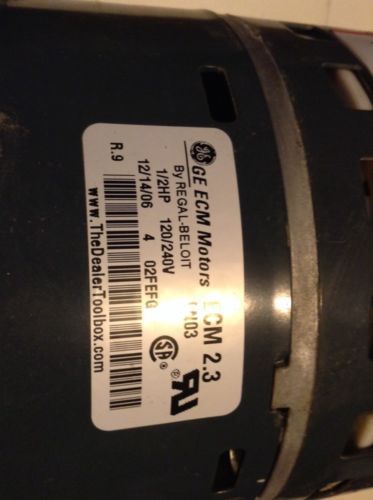 GE ECM Motors ECM 2.3
By REGAL-BELOIT
1/2HP 120/240V
12/14/06 4 02FEFG
R.9
www.TheDealerToolbox.com